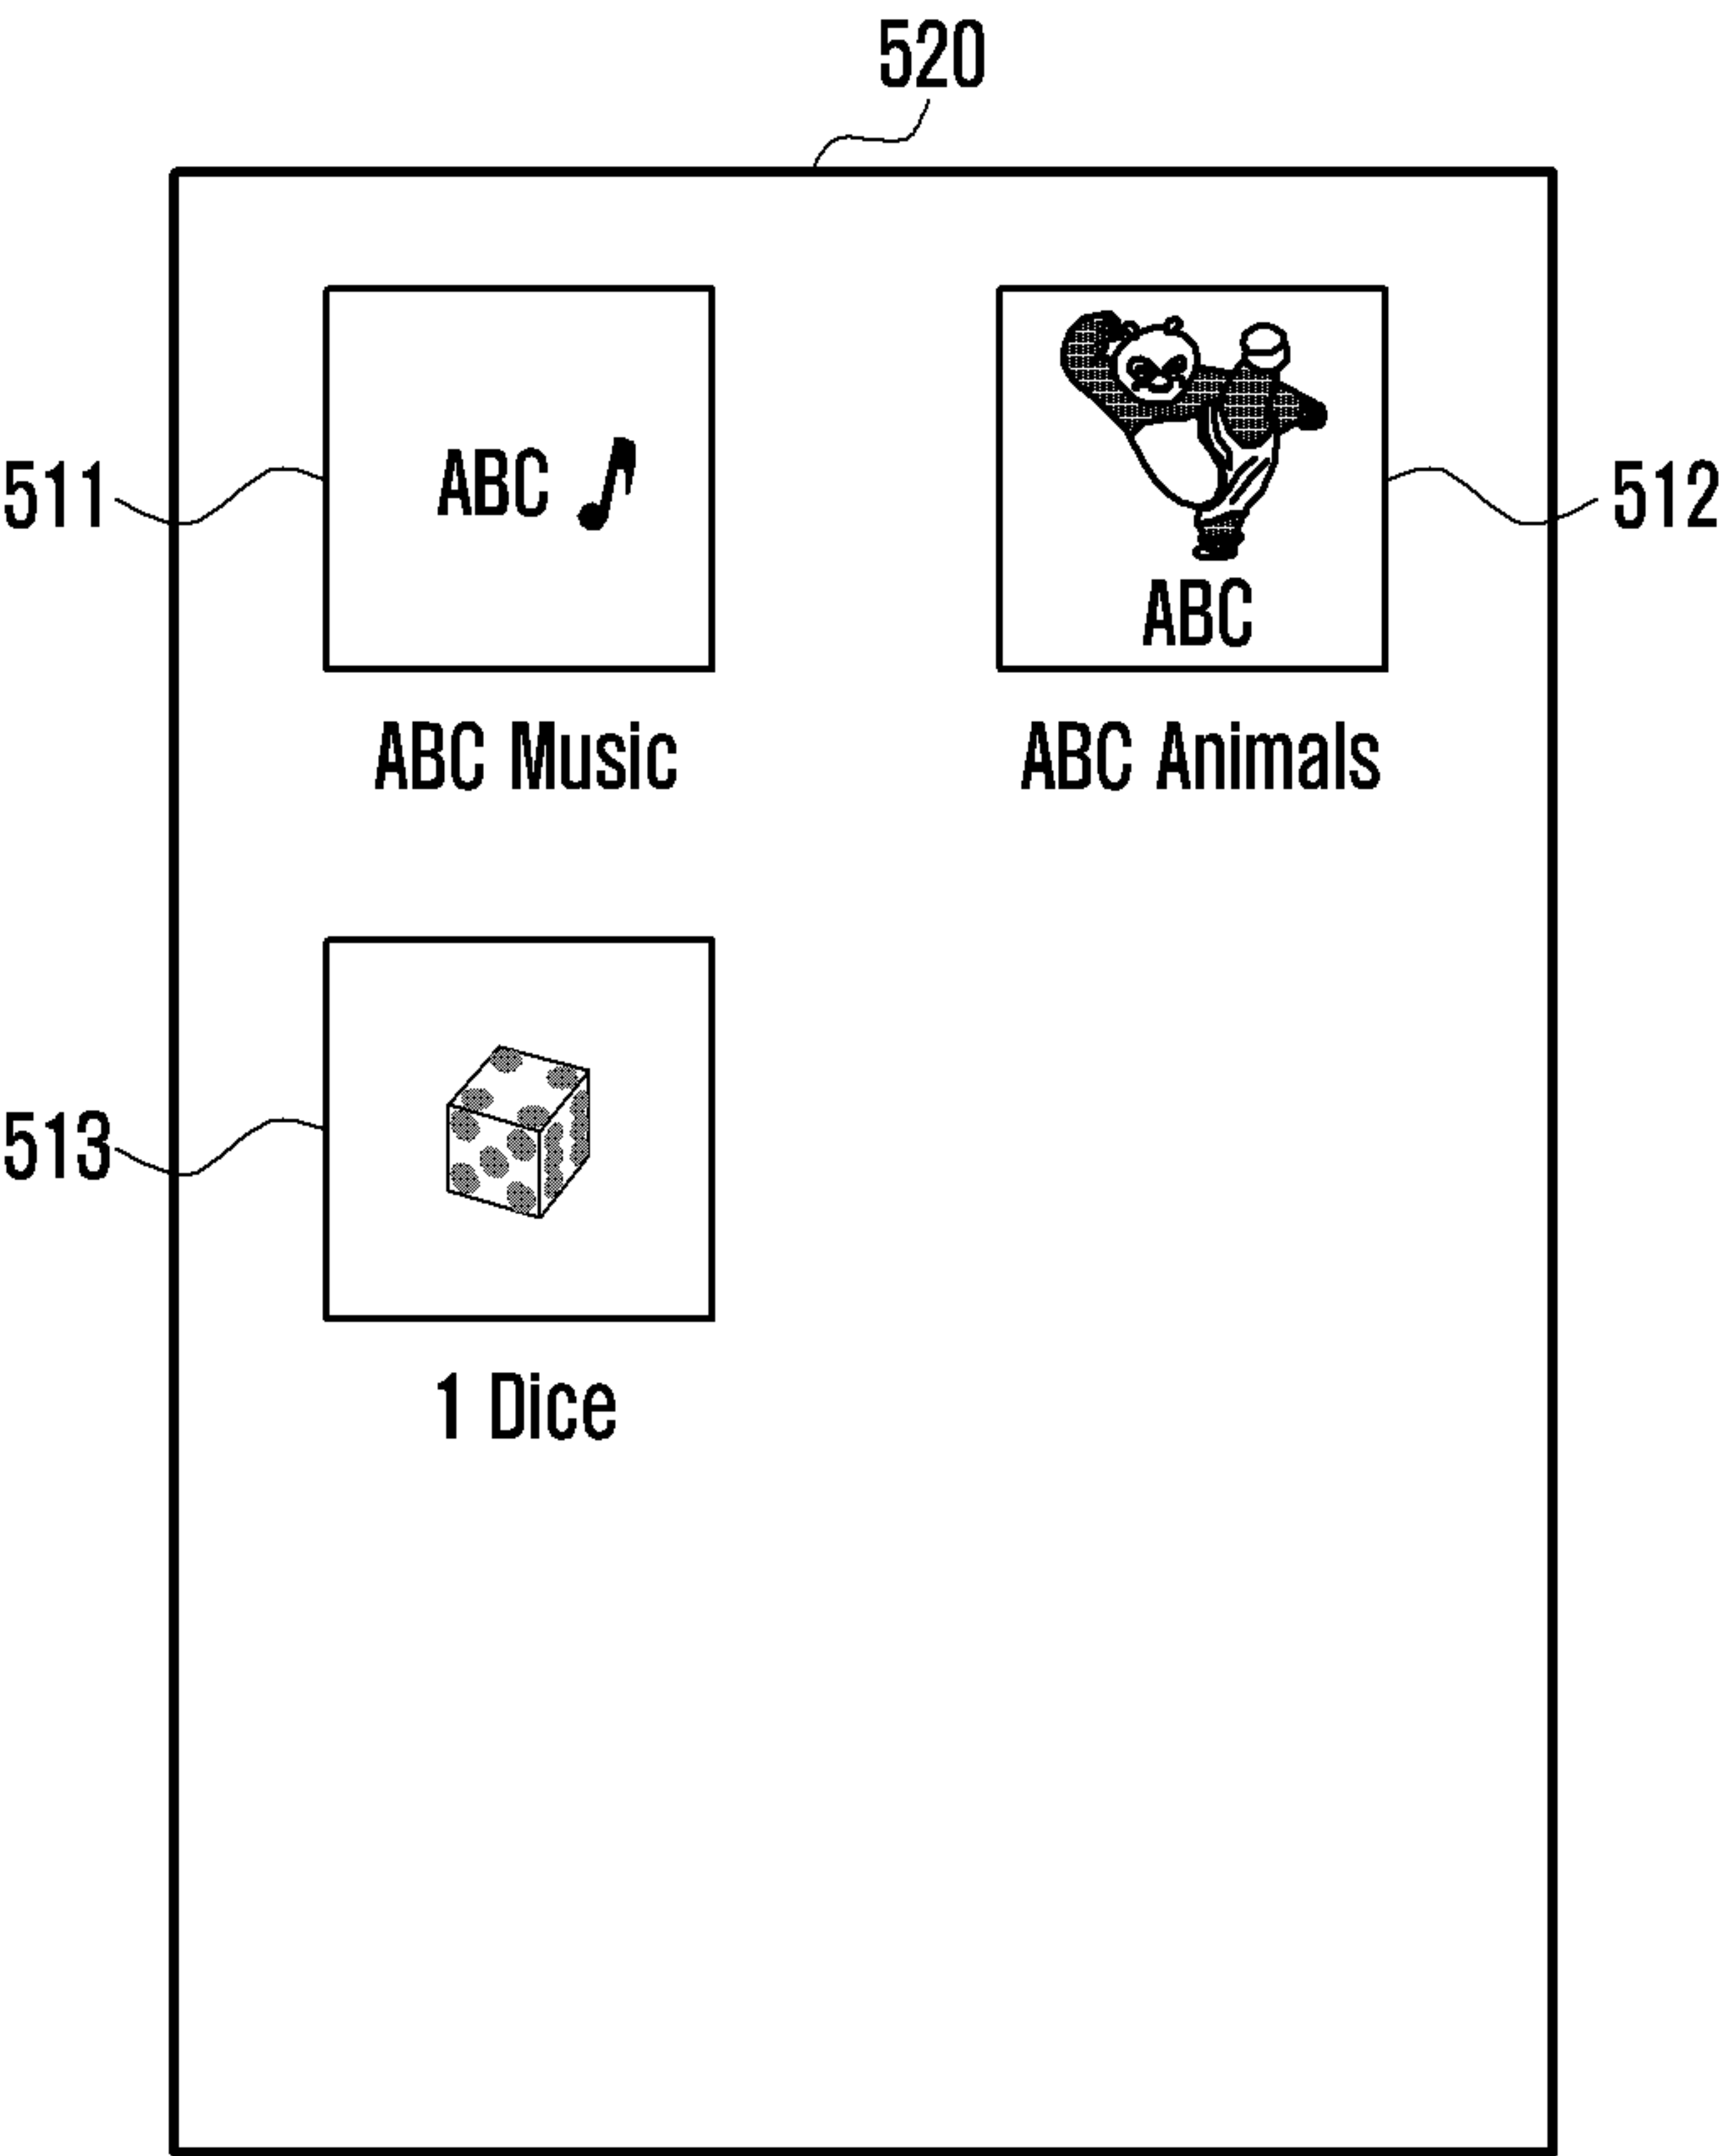 520
511
ABC
ABC
512
ABC Music
ABC Animals
513
1 Dice